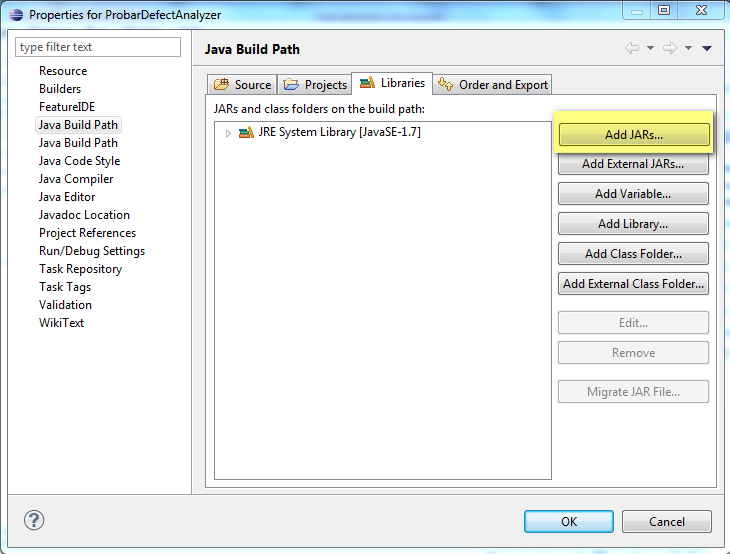 Properties for ProbarDefectAnalyzer
type filter text
Resource
Builders
FeatureIDE
Java Build Path
Java Build Path
Java Code Style
Java Compiler
Java Editor
Javadoc Location
Project References
Run/Debug Settings
Task Repository
Task Tags
Validation
WikiText
Java Build Path
Source
Projects
Libraries
Order and Export
JARs and class folders on the build path:
JRE System Library [JavaSE-1.7]
Add JARs...
Add External JARs...
Add Variable...
Add Library...
Add Class Folder...
Add External Class Folder...
Edit...
Remove
Migrate JAR File...
?
OK
Cancel